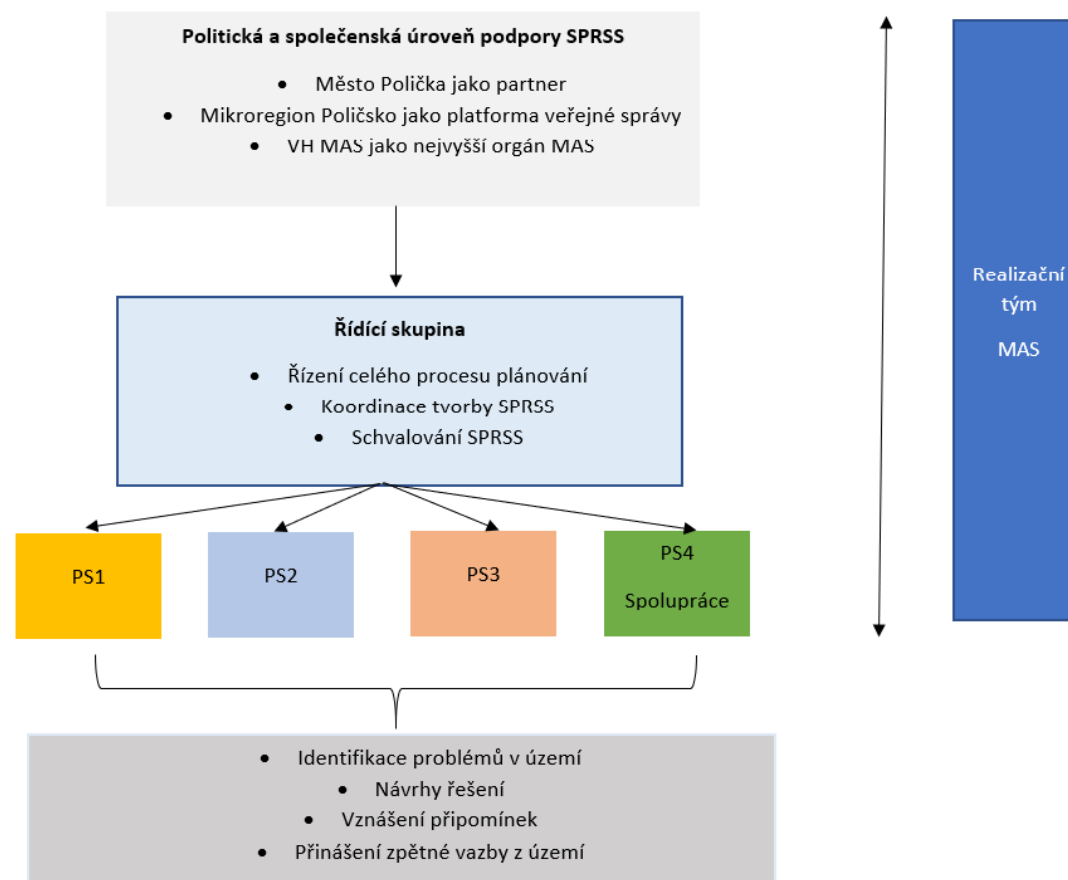 Politická a společenská úroveň podpory SPRSS
• Město Polička jako partner
• Mikroregion Poličsko jako platforma veřejné správy
• VH MAS jako nejvyšší orgán MAS
Řídící skupina
• Řízení celého procesu plánování
• Koordinace tvorby SPRSS
• Schvalování SPRSS
PS1
PS2
PS3
PS4
Spolupráce
• Identifikace problémů v území
• Návrhy řešení
• Vznášení připomínek
• Přinášení zpětné vazby z území
Realizační
tým
MAS